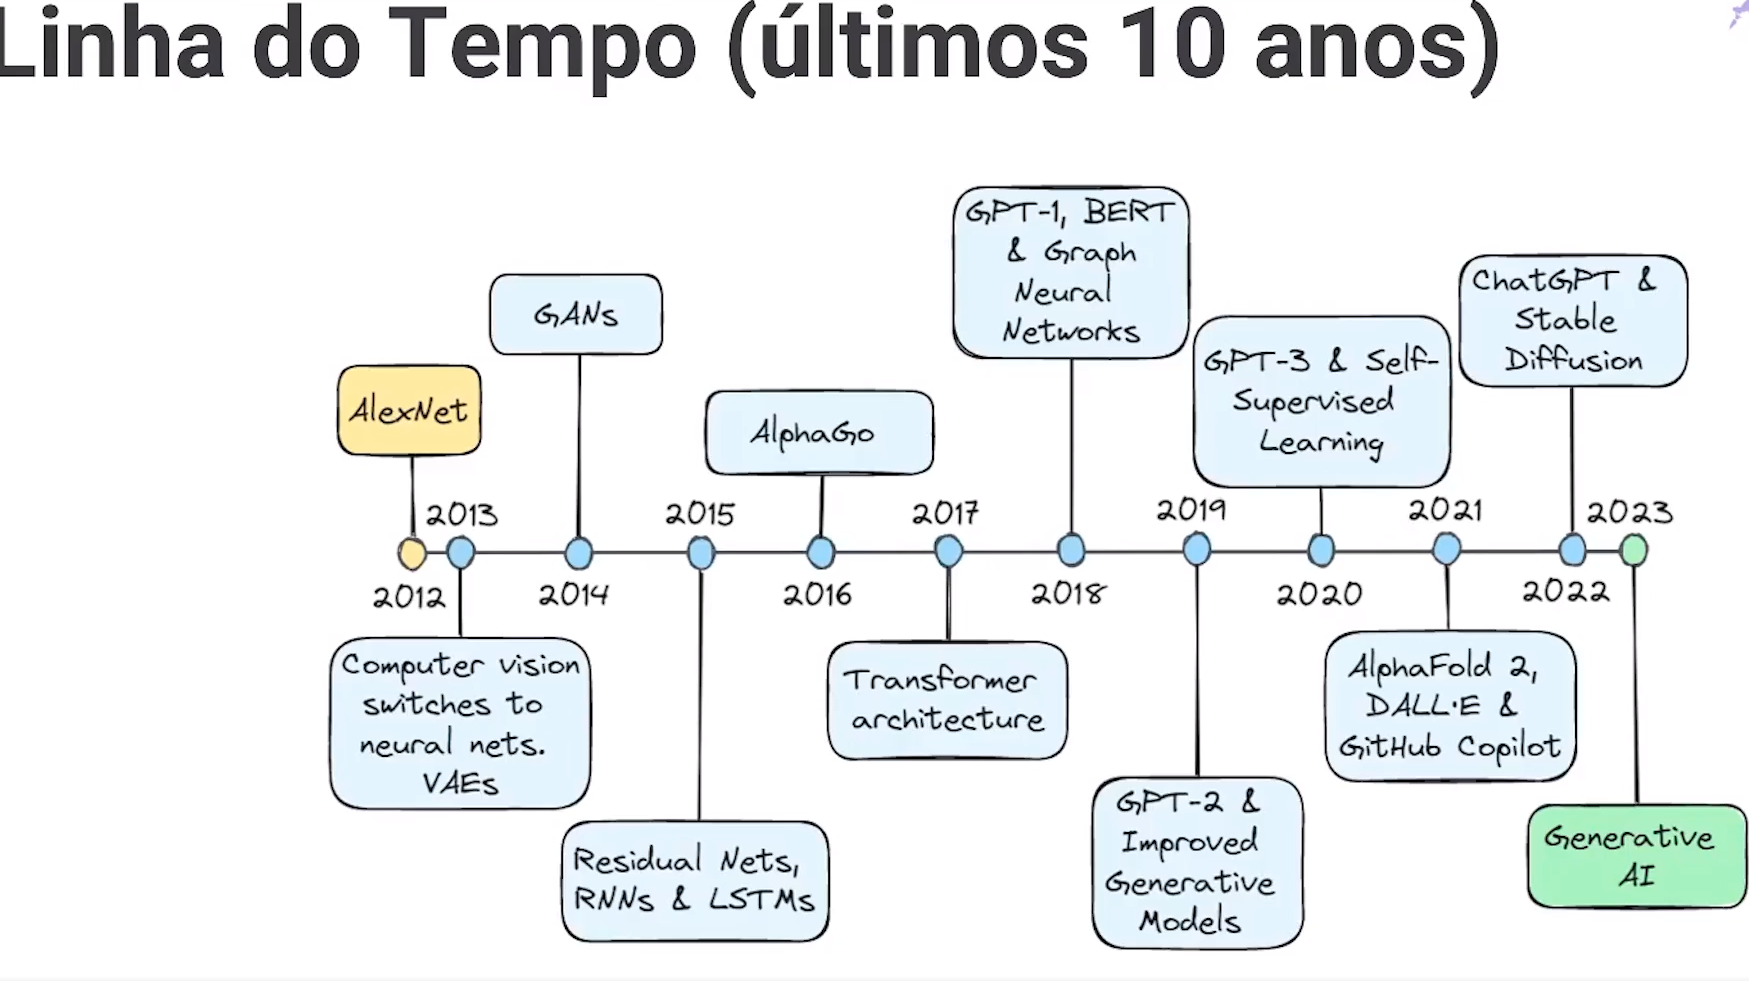 Linha do Tempo (últimos 10 anos)
AlexNet
2012
2013
Computer vision
switches to
neural nets.
VAEs
GANs
2014
2015
Residual Nets,
RNNs & LSTMs
AlphaGo
2016
2017
Transformer
architecture
GPT-1, BERT
& Graph
Neural
Networks
2018
2019
GPT-2 &
Improved
Generative
Models
GPT-3 & Self-
Supervised
Learning
2020
2021
AlphaFold 2,
DALL·E &
GitHub Copilot
ChatGPT &
Stable
Diffusion
2022
2023
Generative
AI